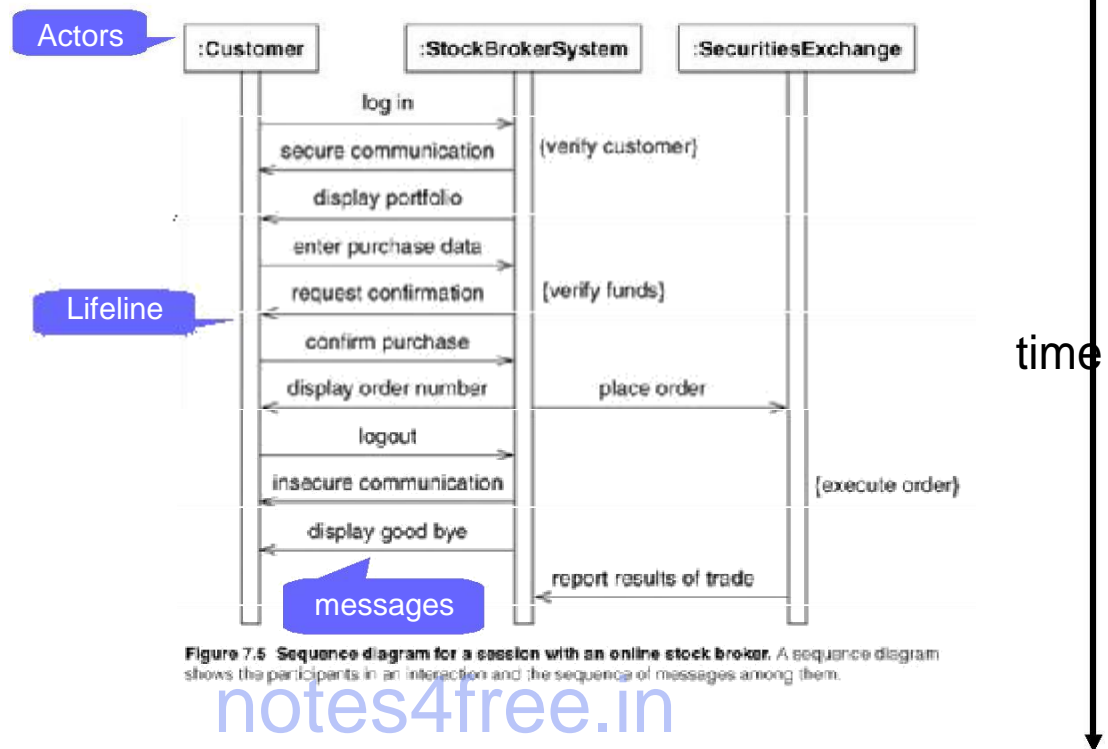 Actors
:Customer
:StockBrokerSystem
:SecuritiesExchange
log in
{verify customer}
secure communication
display portfolio
enter purchase data
request confirmation
{verify funds}
Lifeline
confirm purchase
time
display order number
place order
logout
insecure communication
{execute order}
display good bye
report results of trade
messages
Figure 7.5 Sequence diagram for a session with an online stock broker. A sequence diagram
shows the participants in an interaction and the sequence of messages among them.
notes4free.in